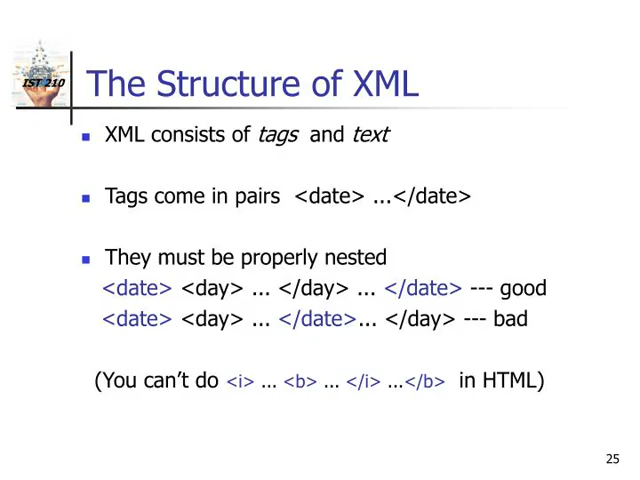 IST 210
The Structure of XML
XML consists of tags and text
Tags come in pairs <date> ...</date>
They must be properly nested
<date> <day> ... </day> ... </date> --- good
<date> <day> ... </date>... </day> --- bad
(You can’t do <i> ... <b> ... </i> ...</b> in HTML)
25